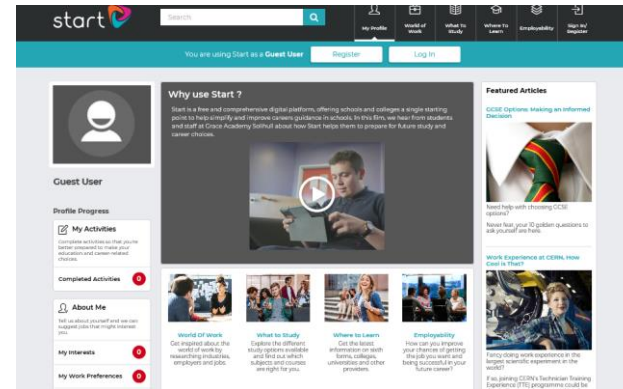 start
Search
My Profile
World of Work
What To Study
Where To Learn
Employability
Sign In/ Register
You are using Start as a Guest User
Register
Log In
Guest User
Profile Progress
My Activities
Complete activities so that you're
better prepared to make your
education and career related
choices.
Completed Activities
0
About Me
Tell us about yourself and we can
suggest jobs that might interest
you.
My Interests
0
My Work Preferences
0
Why use Start ?
Start is a free and comprehensive digital platform, offering schools and colleges a single starting
point to help simplify and improve careers guidance in schools. In this film, we hear from students
and staff at Grace Academy Solihull about how Start helps them to prepare for future study and
career choices.
World Of Work
Get inspired about the
world of work by
researching industries,
employers and jobs.
What to Study
Explore the different
study options available
and find out which
subjects and courses
are right for you.
Where to Learn
Get the latest
information on sixth
forms, colleges,
universities and other
providers.
Employability
How can you improve
your chances of getting
the job you want and
being successful in your
future career?
Featured Articles
GCSE Options: Making an Informed
Decision
Need help with choosing GCSE
options?
Never fear, your 10 golden questions to
ask yourself are here.
Work Experience at CERN, How
Cool is That?
Fancy doing work experience in the
largest scientific experiment in the
world?
If so, joining CERN's Technician Training
Experience (TTE) programme could be